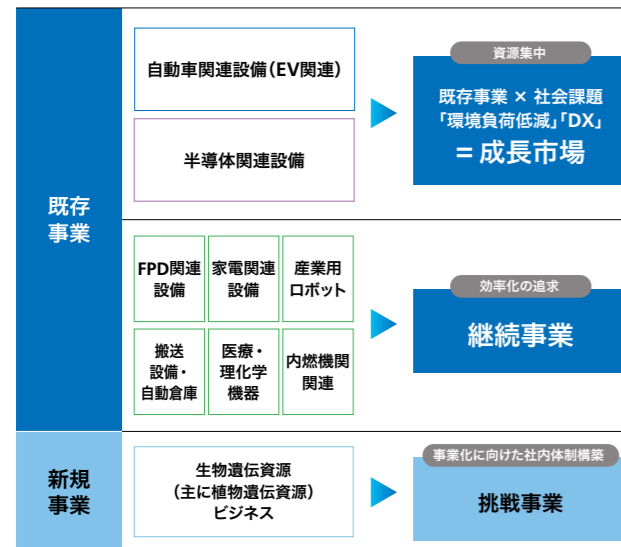 既存
事業
自動車関連設備（EV関連）
半導体関連設備
資源集中
既存事業 × 社会課題
「環境負荷低減」「DX」
＝成長市場
FPD関連
設備
家電関連
設備
産業用
ロボット
搬送
設備・
自動倉庫
医療・
理化学
機器
内燃機関
関連
効率化の追求
継続事業
新規
事業
生物遺伝資源
（主に植物遺伝資源）
ビジネス
事業化に向けた社内体制構築
挑戦事業